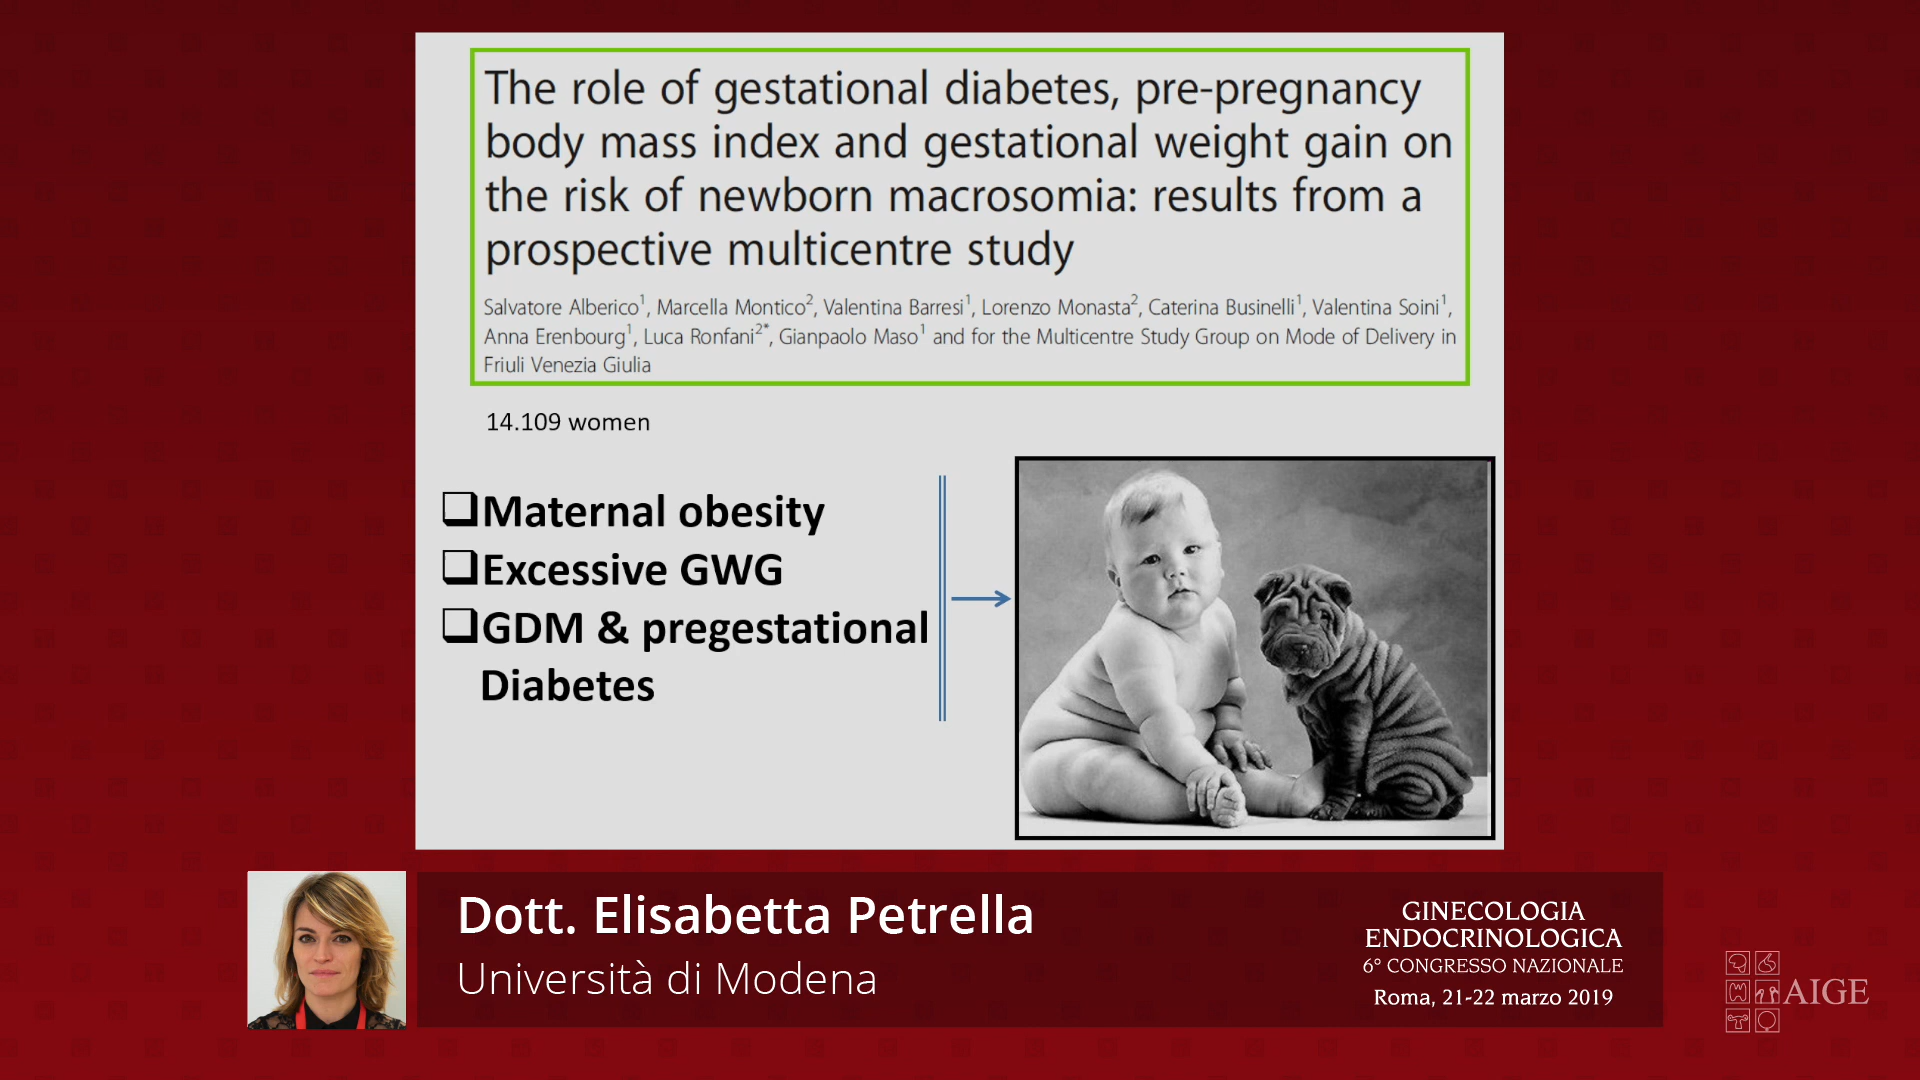 The role of gestational diabetes, pre-pregnancy
body mass index and gestational weight gain on
the risk of newborn macrosomia: results from a
prospective multicentre study
Salvatore Alberico1, Marcella Montico2, Valentina Barresi1, Lorenzo Monasta2, Caterina Businelli1, Valentina Soini1,
Anna Erenbourg1, Luca Ronfani2*, Gianpaolo Maso1 and for the Multicentre Study Group on Mode of Delivery in
Friuli Venezia Giulia
14.109 women
❑Maternal obesity
❑Excessive GWG
❑GDM & pregestational
Diabetes
Dott. Elisabetta Petrella
Università di Modena
GINECOLOGIA
ENDOCRINOLOGICA
6° CONGRESSO NAZIONALE
Roma, 21-22 marzo 2019
AIGE